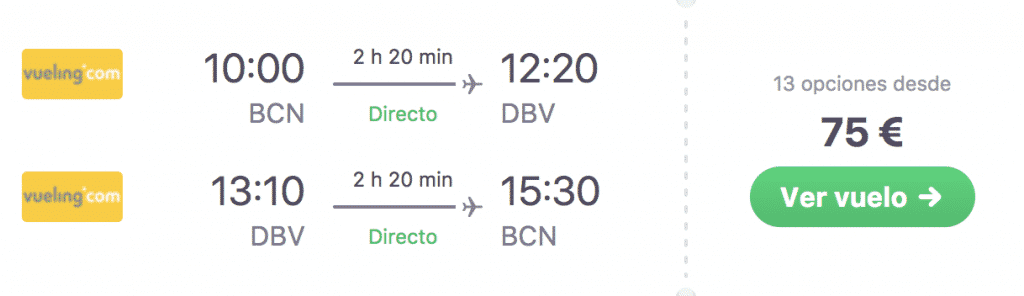 vueling.com
10:00
2 h 20 min
12:20
BCN
Directo
DBV
vueling.com
13:10
2 h 20 min
15:30
DBV
Directo
BCN
13 opciones desde
75 €
Ver vuelo →